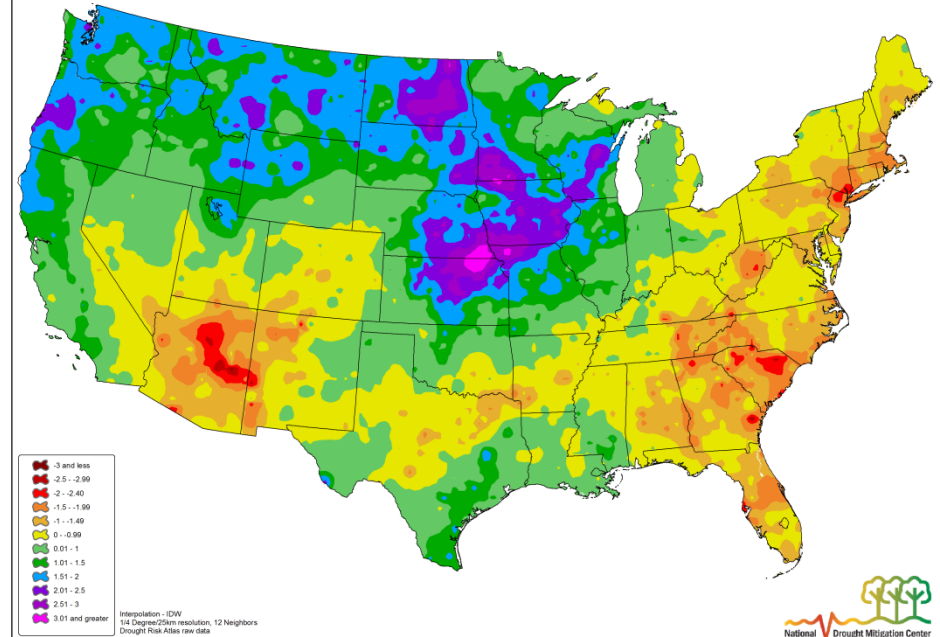 -3 and less
-2.5 - -2.99
-2 - -2.40
-1.5 - -1.99
-1 - -1.49
0 - -0.99
0.01 - 1
1.01 - 1.5
1.51 - 2
2.01 - 2.5
2.51 - 3
3.01 and greater
Interpolation - IDW
1/4 Degree/25km resolution, 12 Neighbors
Drought Risk Atlas raw data
National Drought Mitigation Center